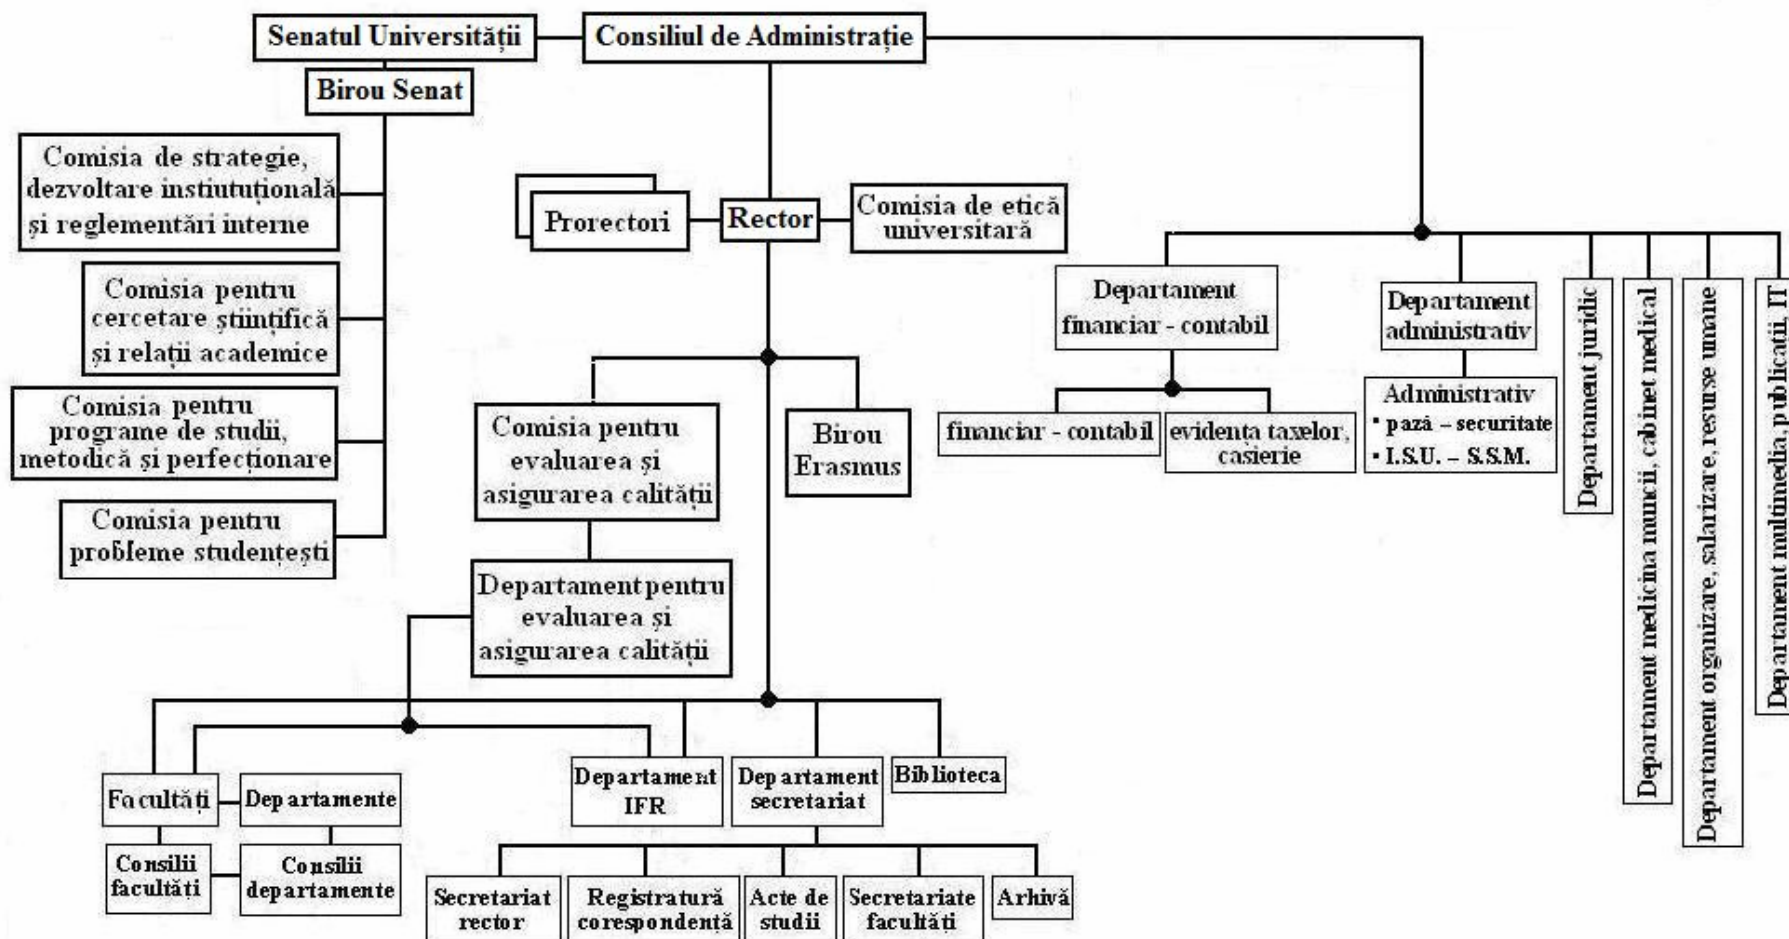 Senatul Universității
Consiliul de Administrație
Birou Senat
Comisia de strategie,
dezvoltare instiutuțională
și reglementări interne
Comisia pentru
cercetare științifică
și relații academice
Comisia pentru
programe de studii,
metodică și perfecționare
Comisia pentru
probleme studențești
Prorectori
Rector
Comisia de etică
universitară
Comisia pentru
evaluarea și
asigurarea calității
Birou
Erasmus
Departament pentru
evaluarea și
asigurarea calității
Departament
financiar - contabil
financiar - contabil
evidența taxelor,
casierie
Departament
administrativ
Administrativ
▪ pază – securitate
▪ I.S.U. – S.S.M.
Departament juridic
Departament medicina muncii, cabinet medical
Departament organizare, salarizare, resurse umane
Departament multimedia, publicații, IT
Facultăți
Departamente
Consilii
facultăți
Consilii
departamente
Departament
IFR
Departament
secretariat
Biblioteca
Secretariat
rector
Registratură
corespondență
Acte de
studii
Secretariate
facultăți
Arhivă